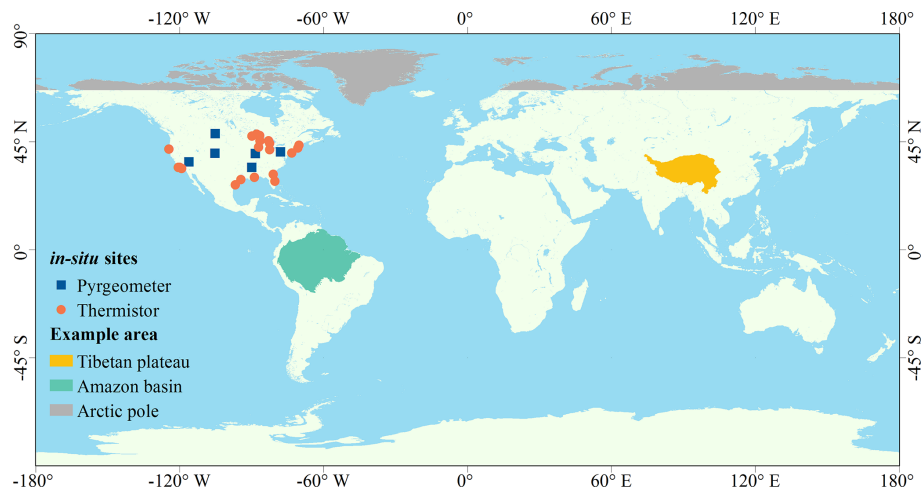 -120° W -60° W 0° 60° E 120° E 180°
90°
45° N 45° N
0° 0°
in-situ sites
Pyrgeometer
Thermistor
Example area
Tibetan plateau
Amazon basin
Arctic pole
-45° S -45° S
-180° -120° W -60° W 0° 60° E 120° E 180°